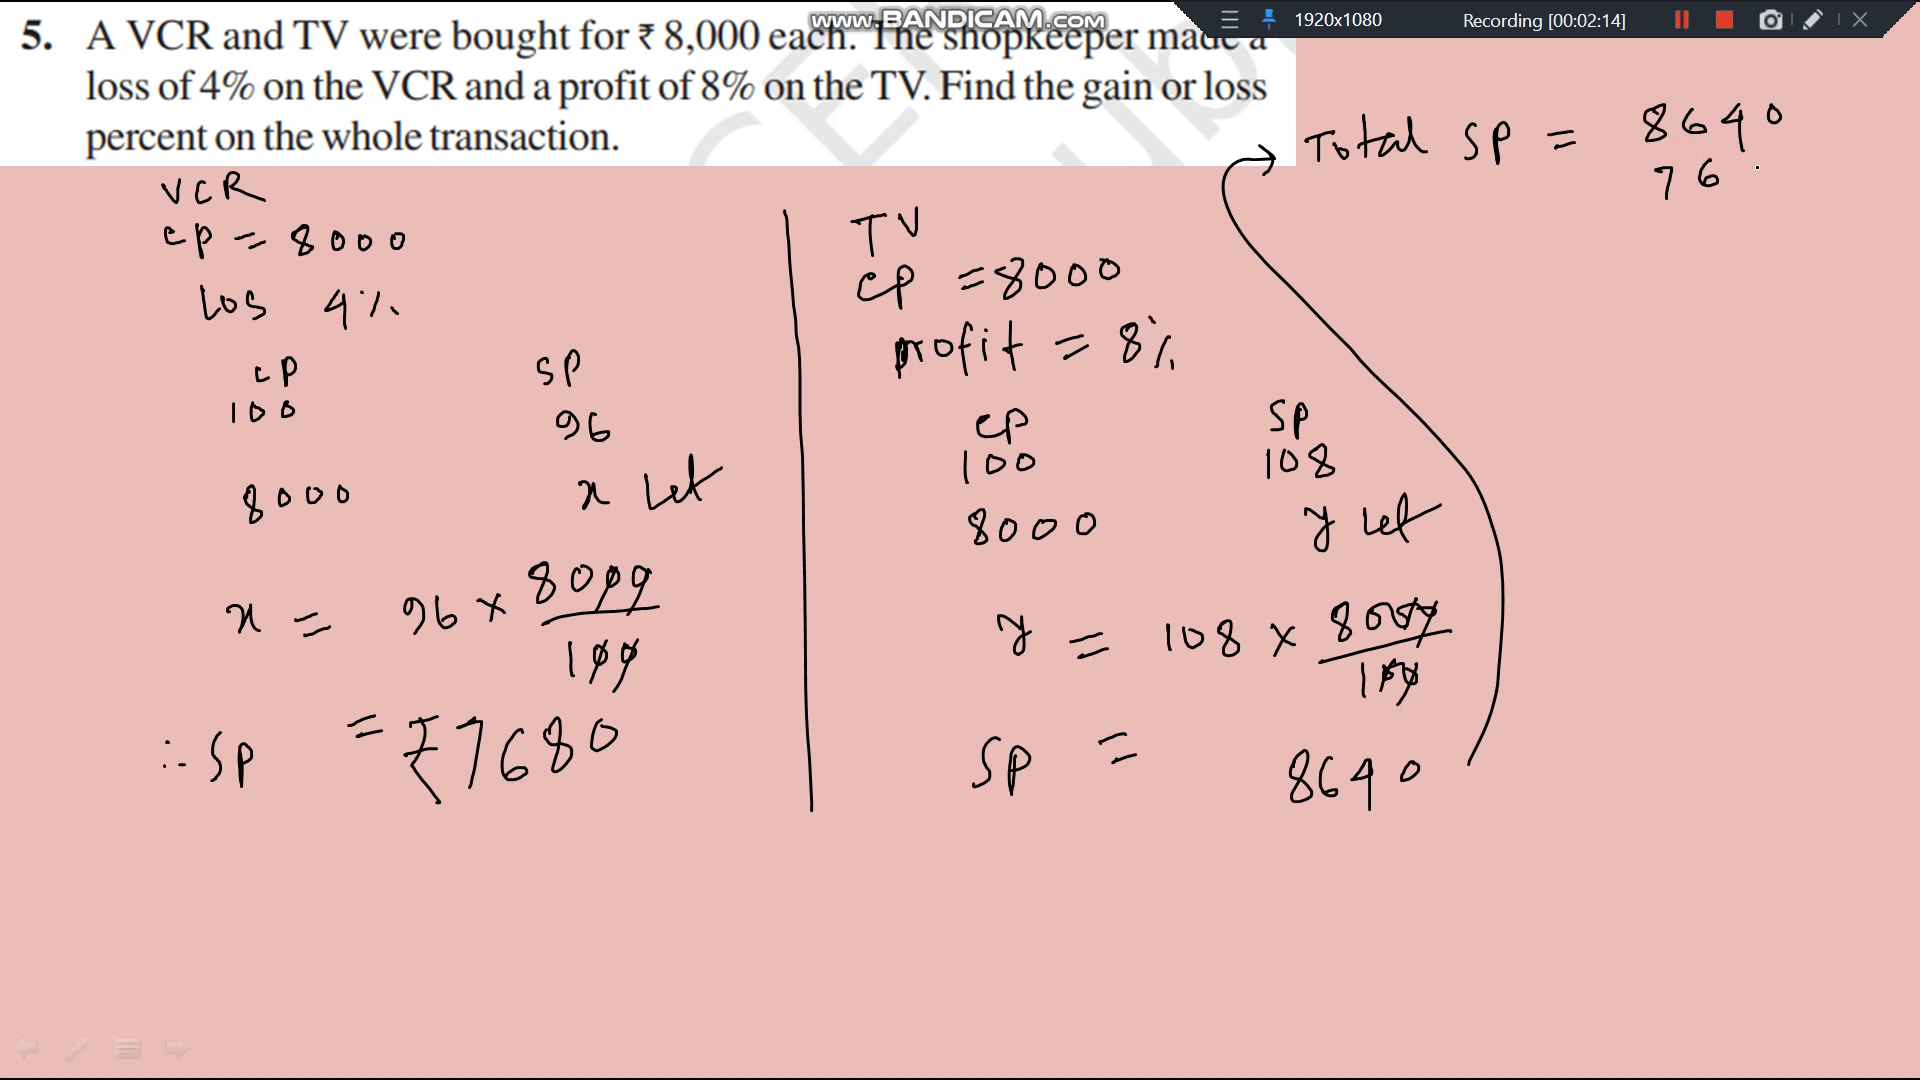 www.BANDICAM.com
1920x1080
Recording [00:02:14]
5. A VCR and TV were bought for ₹ 8,000 each. The shopkeeper made a
loss of 4% on the VCR and a profit of 8% on the TV. Find the gain or loss
percent on the whole transaction.
VCR
CP = 8000
Los 4%
CP SP
100 96
8000 x Let
x = 96 × 8000/100
∴ SP = ₹7680
TV
CP = 8000
profit = 8%
CP SP
100 108
8000 y Let
y = 108 × 8000/100
SP = 8640
Total SP = 8640
76